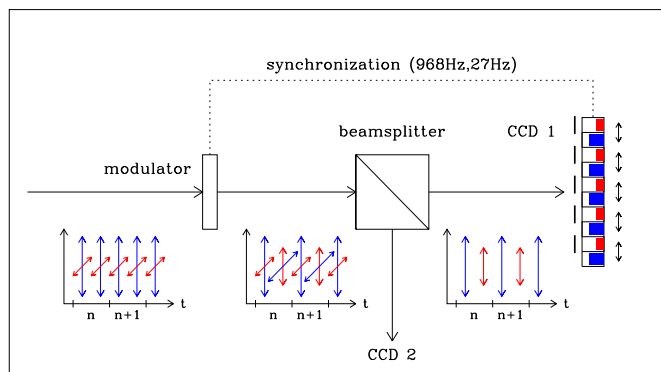 synchronization (968Hz,27Hz)
beamsplitter
CCD 1
modulator
t
n
n+1
t
n
n+1
t
n
n+1
CCD 2